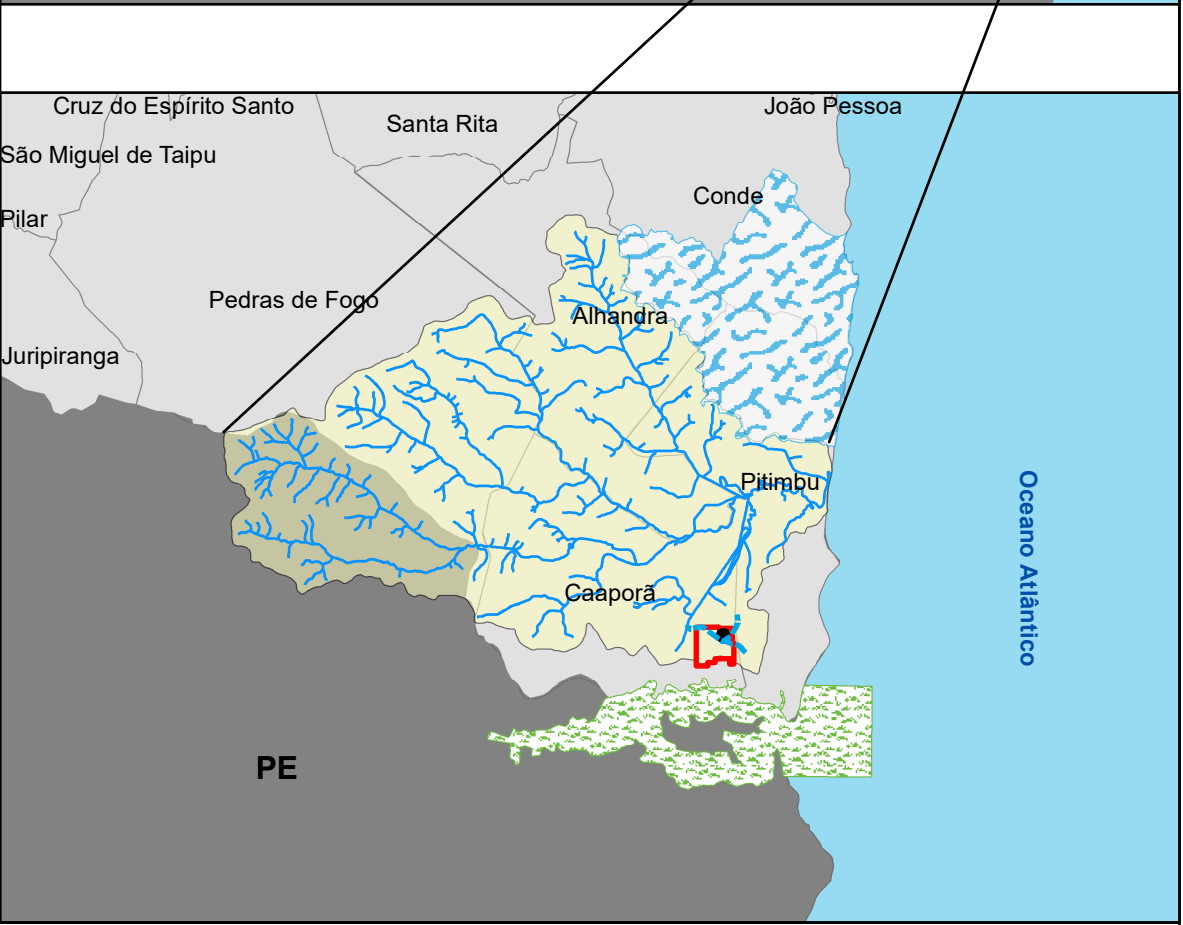 Cruz do Espírito Santo
João Pessoa
Santa Rita
São Miguel de Taipu
Conde
Pilar
Pedras de Fogo
Alhandra
Juripiranga
Pitimbu
Oceano Atlântico
Caaporã
PE